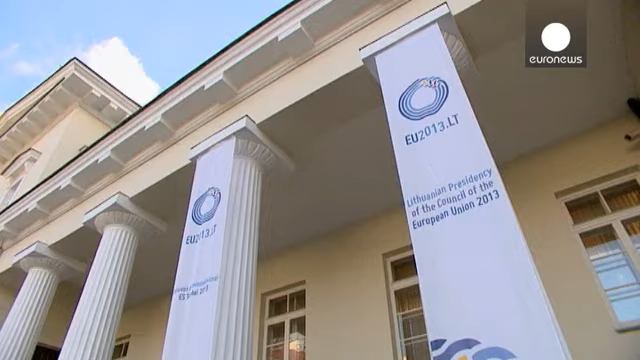 euronews
EU2013.LT
Lithuanian Presidency
of the Council of the
European Union 2013
EU2013.LT